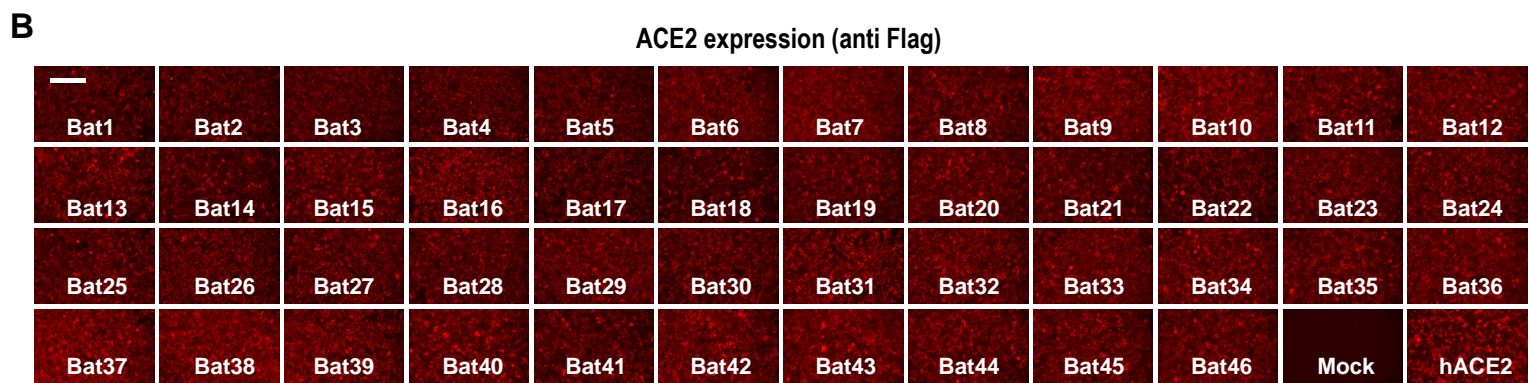 B
ACE2 expression (anti Flag)
Bat1 Bat2 Bat3 Bat4 Bat5 Bat6 Bat7 Bat8 Bat9 Bat10 Bat11 Bat12
Bat13 Bat14 Bat15 Bat16 Bat17 Bat18 Bat19 Bat20 Bat21 Bat22 Bat23 Bat24
Bat25 Bat26 Bat27 Bat28 Bat29 Bat30 Bat31 Bat32 Bat33 Bat34 Bat35 Bat36
Bat37 Bat38 Bat39 Bat40 Bat41 Bat42 Bat43 Bat44 Bat45 Bat46 Mock hACE2